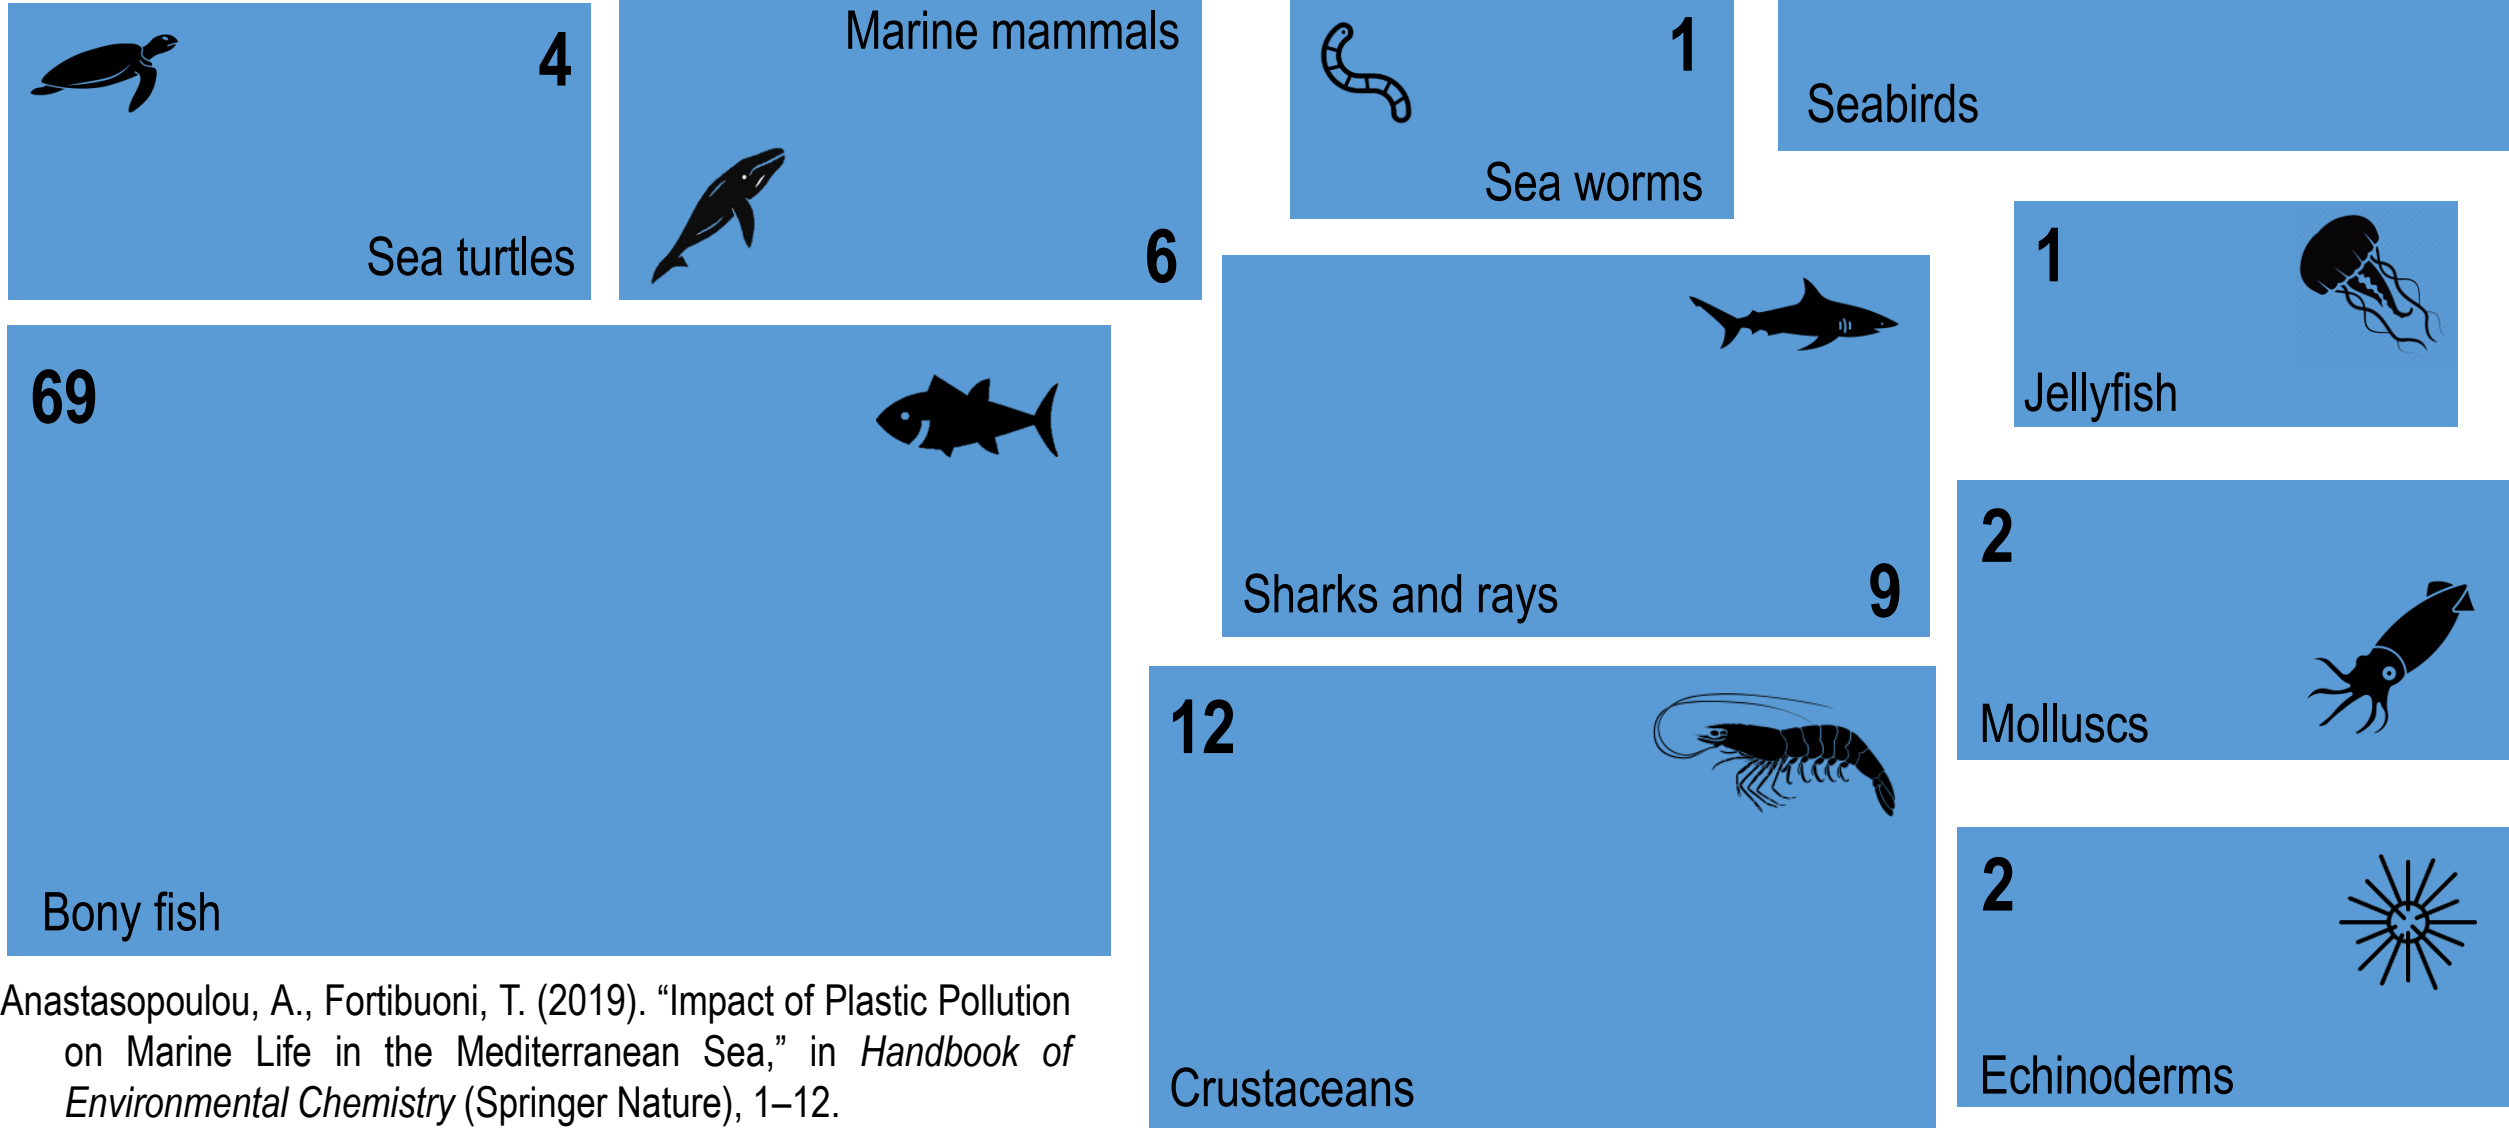 4
Sea turtles
Marine mammals
6
1
Sea worms
Seabirds
1
Jellyfish
69
Bony fish
Sharks and rays
9
2
Molluscs
12
Crustaceans
2
Echinoderms
Anastasopoulou, A., Fortibuoni, T. (2019). “Impact of Plastic Pollution
on Marine Life in the Mediterranean Sea,” in Handbook of
Environmental Chemistry (Springer Nature), 1–12.